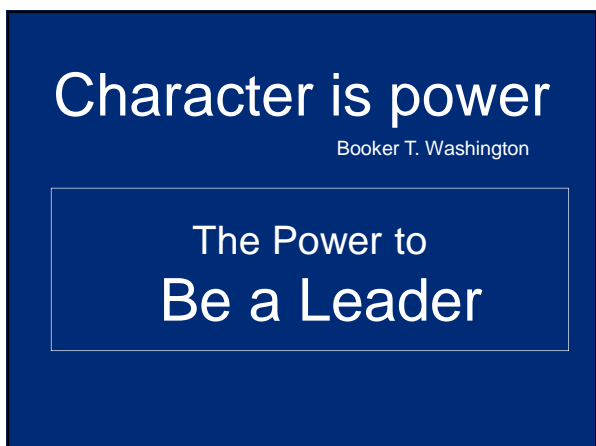 Character is power
Booker T. Washington
The Power to
Be a Leader